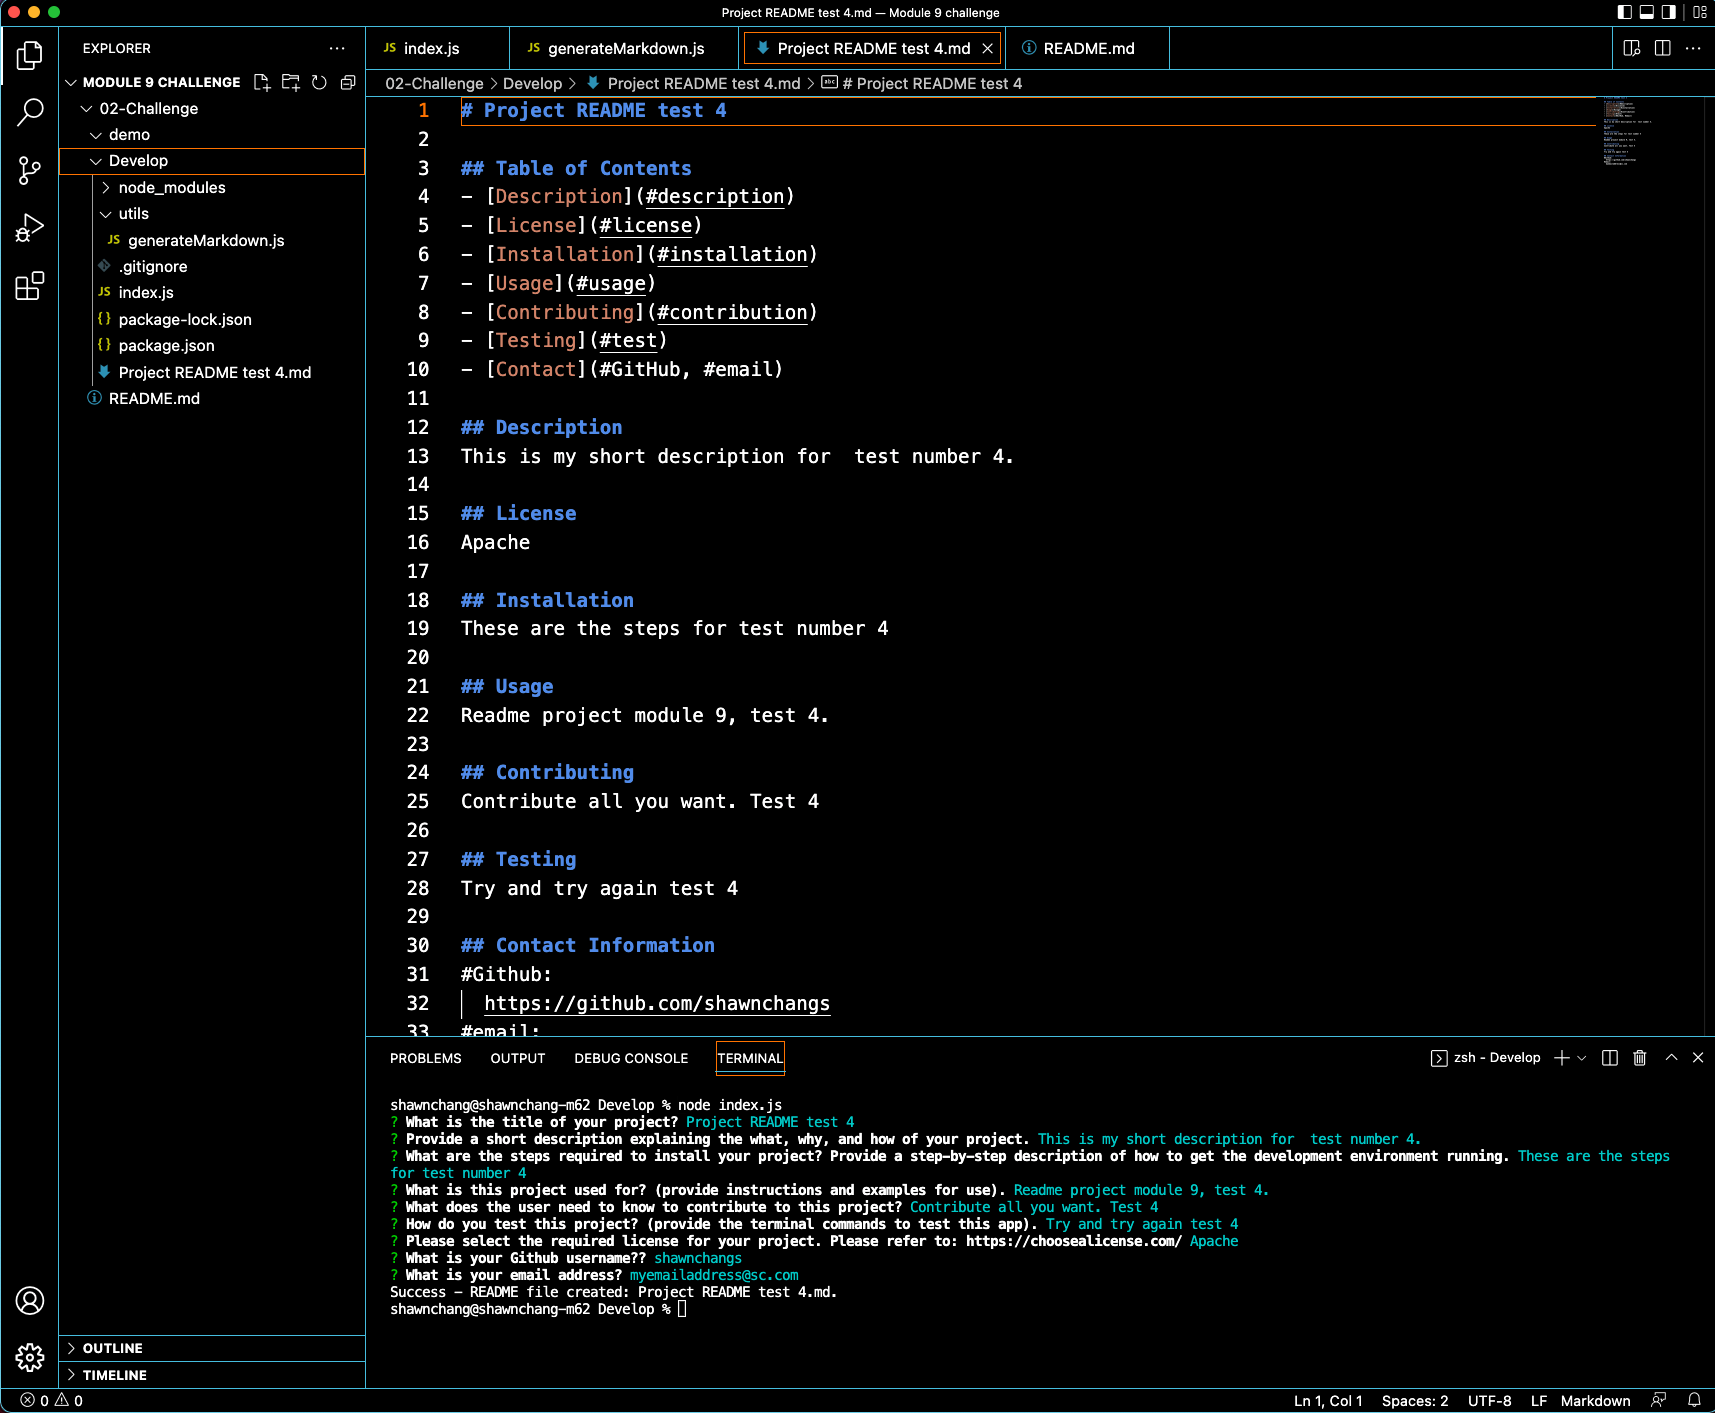 Project README test 4.md — Module 9 challenge
EXPLORER
MODULE 9 CHALLENGE
02-Challenge
demo
Develop
node_modules
utils
JS generateMarkdown.js
.gitignore
JS index.js
{} package-lock.json
{} package.json
Project README test 4.md
README.md
OUTLINE
TIMELINE
JS index.js
JS generateMarkdown.js
Project README test 4.md
README.md
02-Challenge > Develop > Project README test 4.md > # Project README test 4
1 # Project README test 4
2
3 ## Table of Contents
4 - [Description](#description)
5 - [License](#license)
6 - [Installation](#installation)
7 - [Usage](#usage)
8 - [Contributing](#contribution)
9 - [Testing](#test)
10 - [Contact](#GitHub, #email)
11
12 ## Description
13 This is my short description for  test number 4.
14
15 ## License
16 Apache
17
18 ## Installation
19 These are the steps for test number 4
20
21 ## Usage
22 Readme project module 9, test 4.
23
24 ## Contributing
25 Contribute all you want. Test 4
26
27 ## Testing
28 Try and try again test 4
29
30 ## Contact Information
31 #Github:
32   https://github.com/shawnchangs
33 #email:
PROBLEMS OUTPUT DEBUG CONSOLE TERMINAL
zsh - Develop
shawnchang@shawnchang-m62 Develop % node index.js
? What is the title of your project? Project README test 4
? Provide a short description explaining the what, why, and how of your project. This is my short description for  test number 4.
? What are the steps required to install your project? Provide a step-by-step description of how to get the development environment running. These are the steps
for test number 4
? What is this project used for? (provide instructions and examples for use). Readme project module 9, test 4.
? What does the user need to know to contribute to this project? Contribute all you want. Test 4
? How do you test this project? (provide the terminal commands to test this app). Try and try again test 4
? Please select the required license for your project. Please refer to: https://choosealicense.com/ Apache
? What is your Github username?? shawnchangs
? What is your email address? myemailaddress@sc.com
Success - README file created: Project README test 4.md.
shawnchang@shawnchang-m62 Develop %
0 0
Ln 1, Col 1 Spaces: 2 UTF-8 LF Markdown